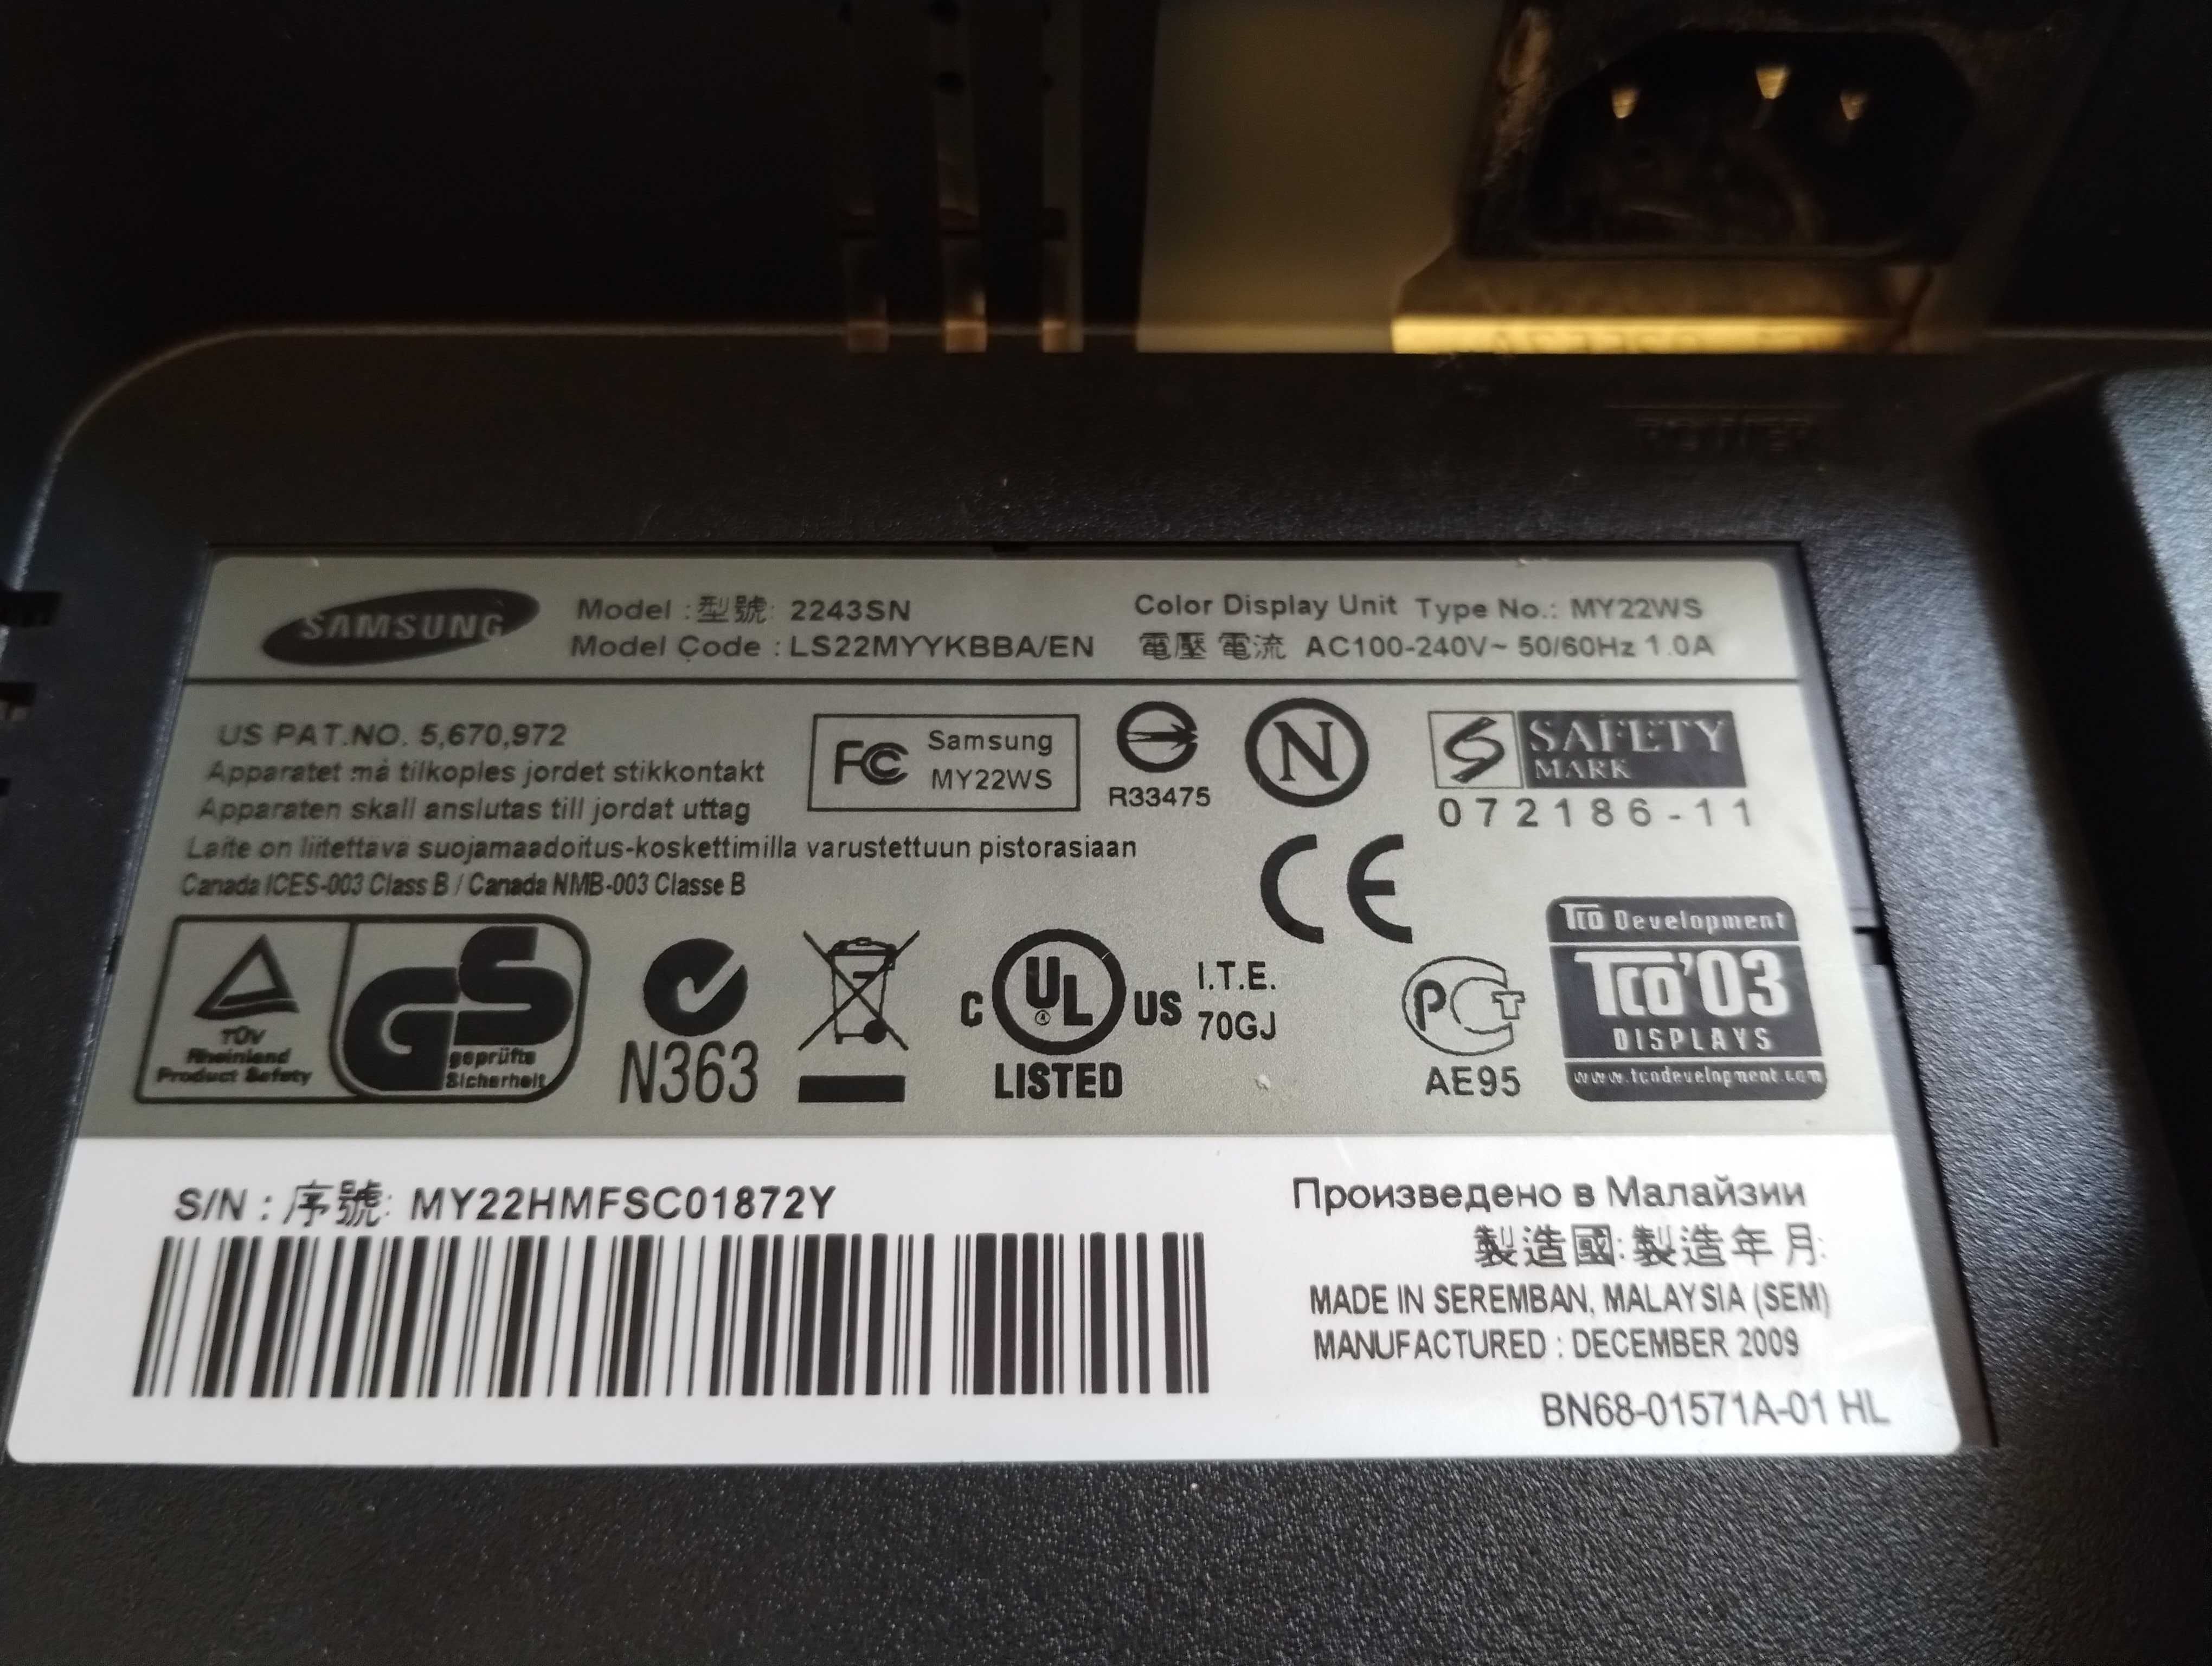 POWER
SAMSUNG
Model : 型號: 2243SN
Model Code : LS22MYYKBBA/EN
Color Display Unit Type No.: MY22WS
電壓 電流 AC100-240V~ 50/60Hz 1.0A
US PAT.NO. 5,670,972
Apparatet må tilkoples jordet stikkontakt
Apparaten skall anslutas till jordat uttag
Laite on liitettävä suojamaadoitus-koskettimilla varustettuun pistorasiaan
Canada ICES-003 Class B / Canada NMB-003 Classe B
FC
Samsung
MY22WS
R33475
N
S SAFETY
MARK
072186-11
CE
TÜV
Rheinland
Product Safety
GS
geprüfte
Sicherheit
N363
C UL US
LISTED
I.T.E.
70GJ
PCT
AE95
TCO Development
TCO'03
DISPLAYS
www.tcodevelopment.com
S/N : 序號: MY22HMFSC01872Y
Произведено в Малайзии
製造國: 製造年月:
MADE IN SEREMBAN, MALAYSIA (SEM)
MANUFACTURED : DECEMBER 2009
BN68-01571A-01 HL